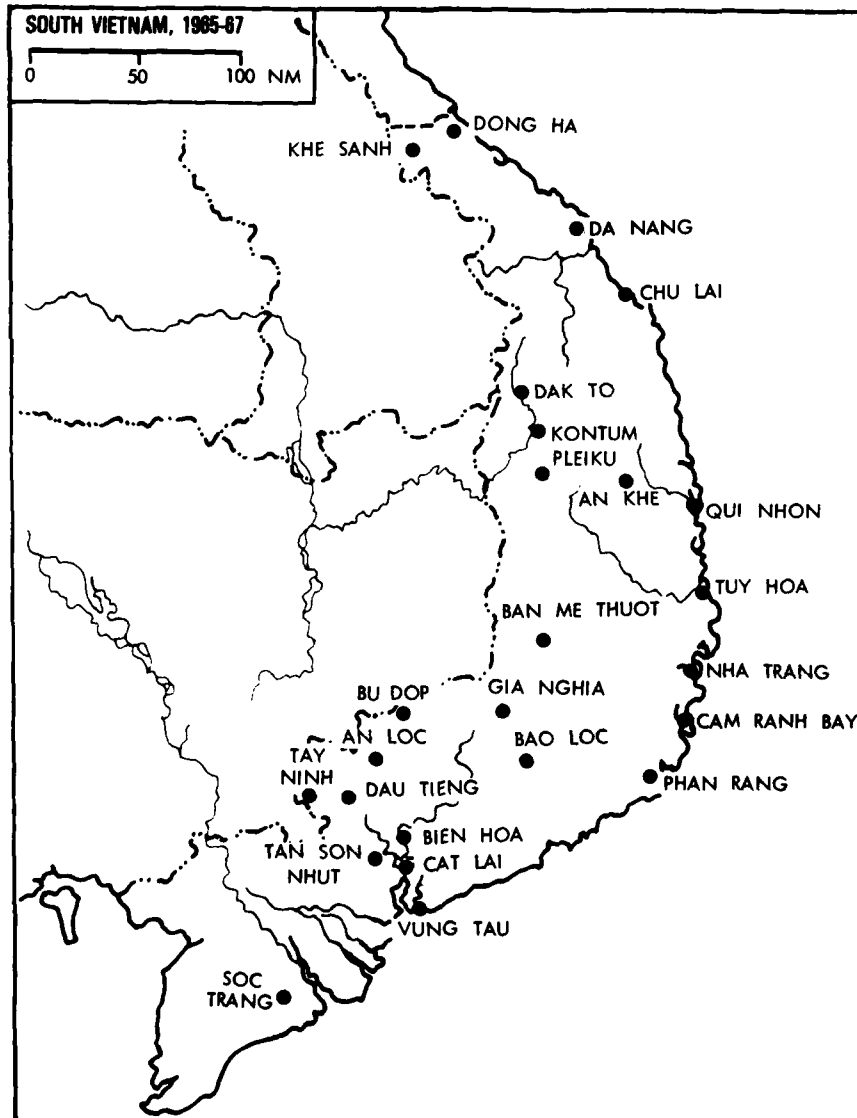 SOUTH VIETNAM, 1965-67
0 50 100 NM
DONG HA
KHE SANH
DA NANG
CHU LAI
DAK TO
KONTUM
PLEIKU
AN KHE
QUI NHON
TUY HOA
BAN ME THUOT
NHA TRANG
BU DOP
GIA NGHIA
CAM RANH BAY
AN LOC
BAO LOC
TAY
NINH
PHAN RANG
DAU TIENG
BIEN HOA
TAN SON
NHUT
CAT LAI
VUNG TAU
SOC
TRANG